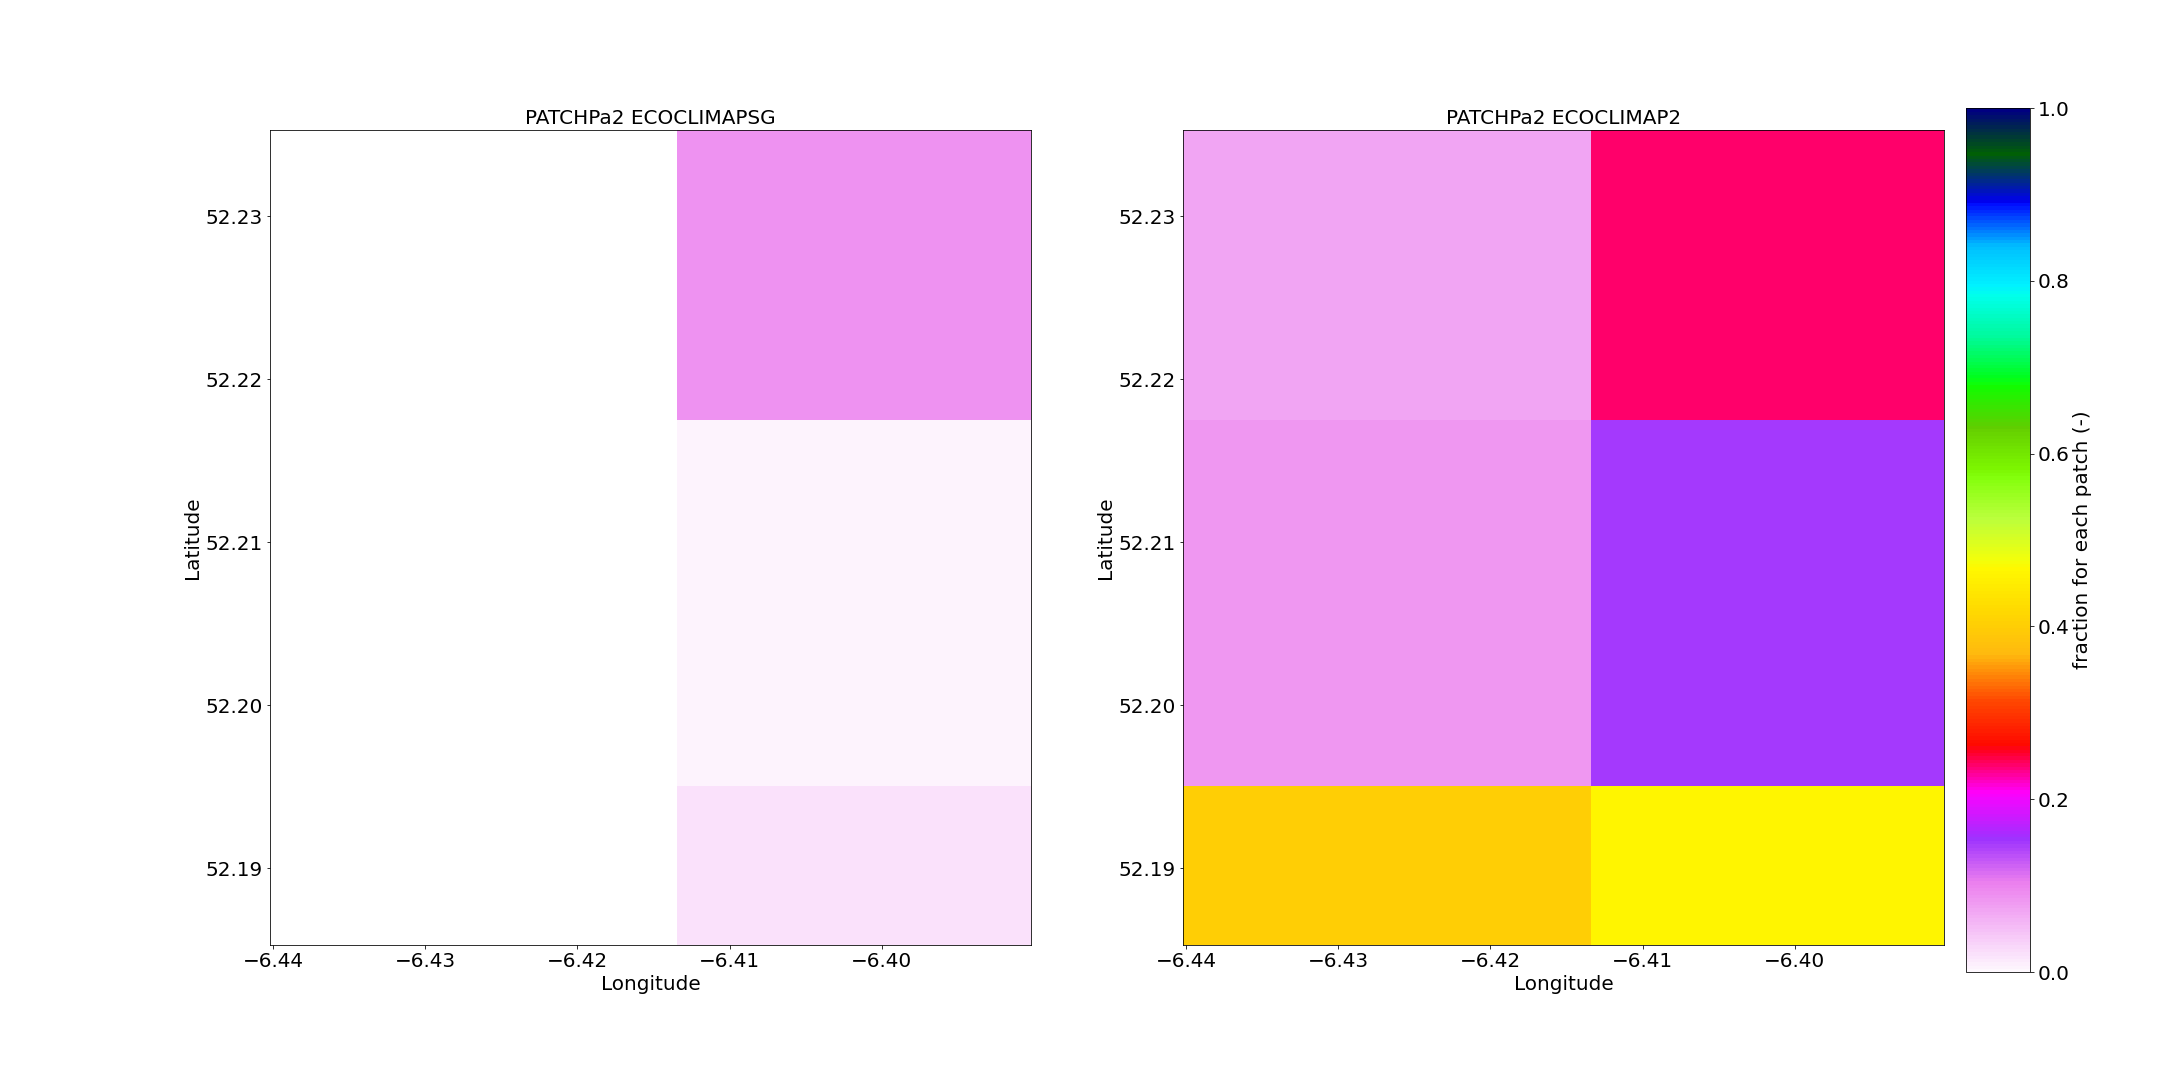 PATCHPa2 ECOCLIMAPSG
52.23
52.22
52.21
52.20
52.19
Latitude
−6.44 −6.43 −6.42 −6.41 −6.40
Longitude
PATCHPa2 ECOCLIMAP2
52.23
52.22
52.21
52.20
52.19
Latitude
−6.44 −6.43 −6.42 −6.41 −6.40
Longitude
1.0
0.8
0.6
0.4
0.2
0.0
fraction for each patch (-)